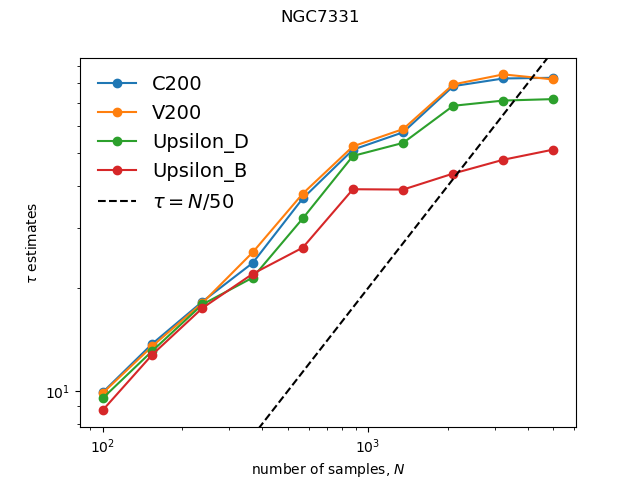 NGC7331
C200
V200
Upsilon_D
Upsilon_B
τ = N/50
τ estimates
10¹
10² 10³
number of samples, N